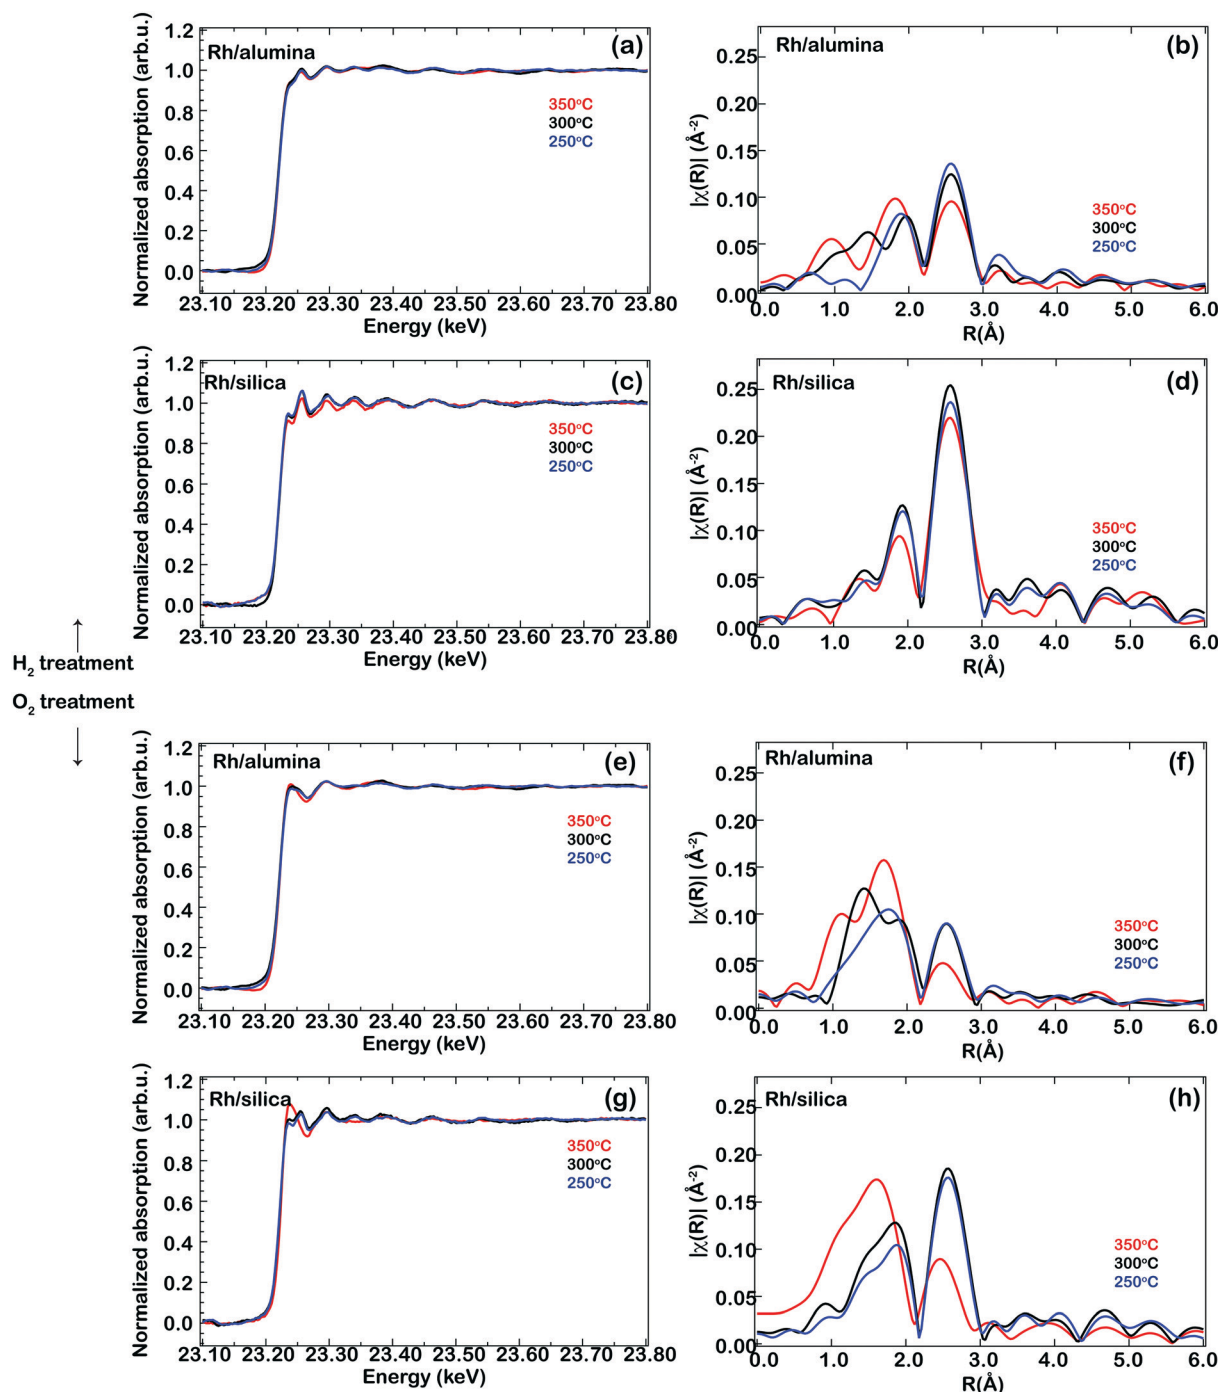 Normalized absorption (arb.u.)
1.2
1.0
0.8
0.6
0.4
0.2
0.0
Rh/alumina
(a)
350°C
300°C
250°C
23.10 23.20 23.30 23.40 23.50 23.60 23.70 23.80
Energy (keV)
|χ(R)| (Å⁻²)
0.25
0.20
0.15
0.10
0.05
0.00
Rh/alumina
(b)
350°C
300°C
250°C
0.0 1.0 2.0 3.0 4.0 5.0 6.0
R(Å)
Normalized absorption (arb.u.)
1.2
1.0
0.8
0.6
0.4
0.2
0.0
Rh/silica
(c)
350°C
300°C
250°C
23.10 23.20 23.30 23.40 23.50 23.60 23.70 23.80
Energy (keV)
|χ(R)| (Å⁻²)
0.25
0.20
0.15
0.10
0.05
0.00
Rh/silica
(d)
350°C
300°C
250°C
0.0 1.0 2.0 3.0 4.0 5.0 6.0
R(Å)
↑
H₂ treatment
O₂ treatment
↓
Normalized absorption (arb.u.)
1.2
1.0
0.8
0.6
0.4
0.2
0.0
Rh/alumina
(e)
350°C
300°C
250°C
23.10 23.20 23.30 23.40 23.50 23.60 23.70 23.80
Energy (keV)
|χ(R)| (Å⁻²)
0.25
0.20
0.15
0.10
0.05
0.00
Rh/alumina
(f)
350°C
300°C
250°C
0.0 1.0 2.0 3.0 4.0 5.0 6.0
R(Å)
Normalized absorption (arb.u.)
1.2
1.0
0.8
0.6
0.4
0.2
0.0
Rh/silica
(g)
350°C
300°C
250°C
23.10 23.20 23.30 23.40 23.50 23.60 23.70 23.80
Energy (keV)
|χ(R)| (Å⁻²)
0.25
0.20
0.15
0.10
0.05
0.00
Rh/silica
(h)
350°C
300°C
250°C
0.0 1.0 2.0 3.0 4.0 5.0 6.0
R(Å)